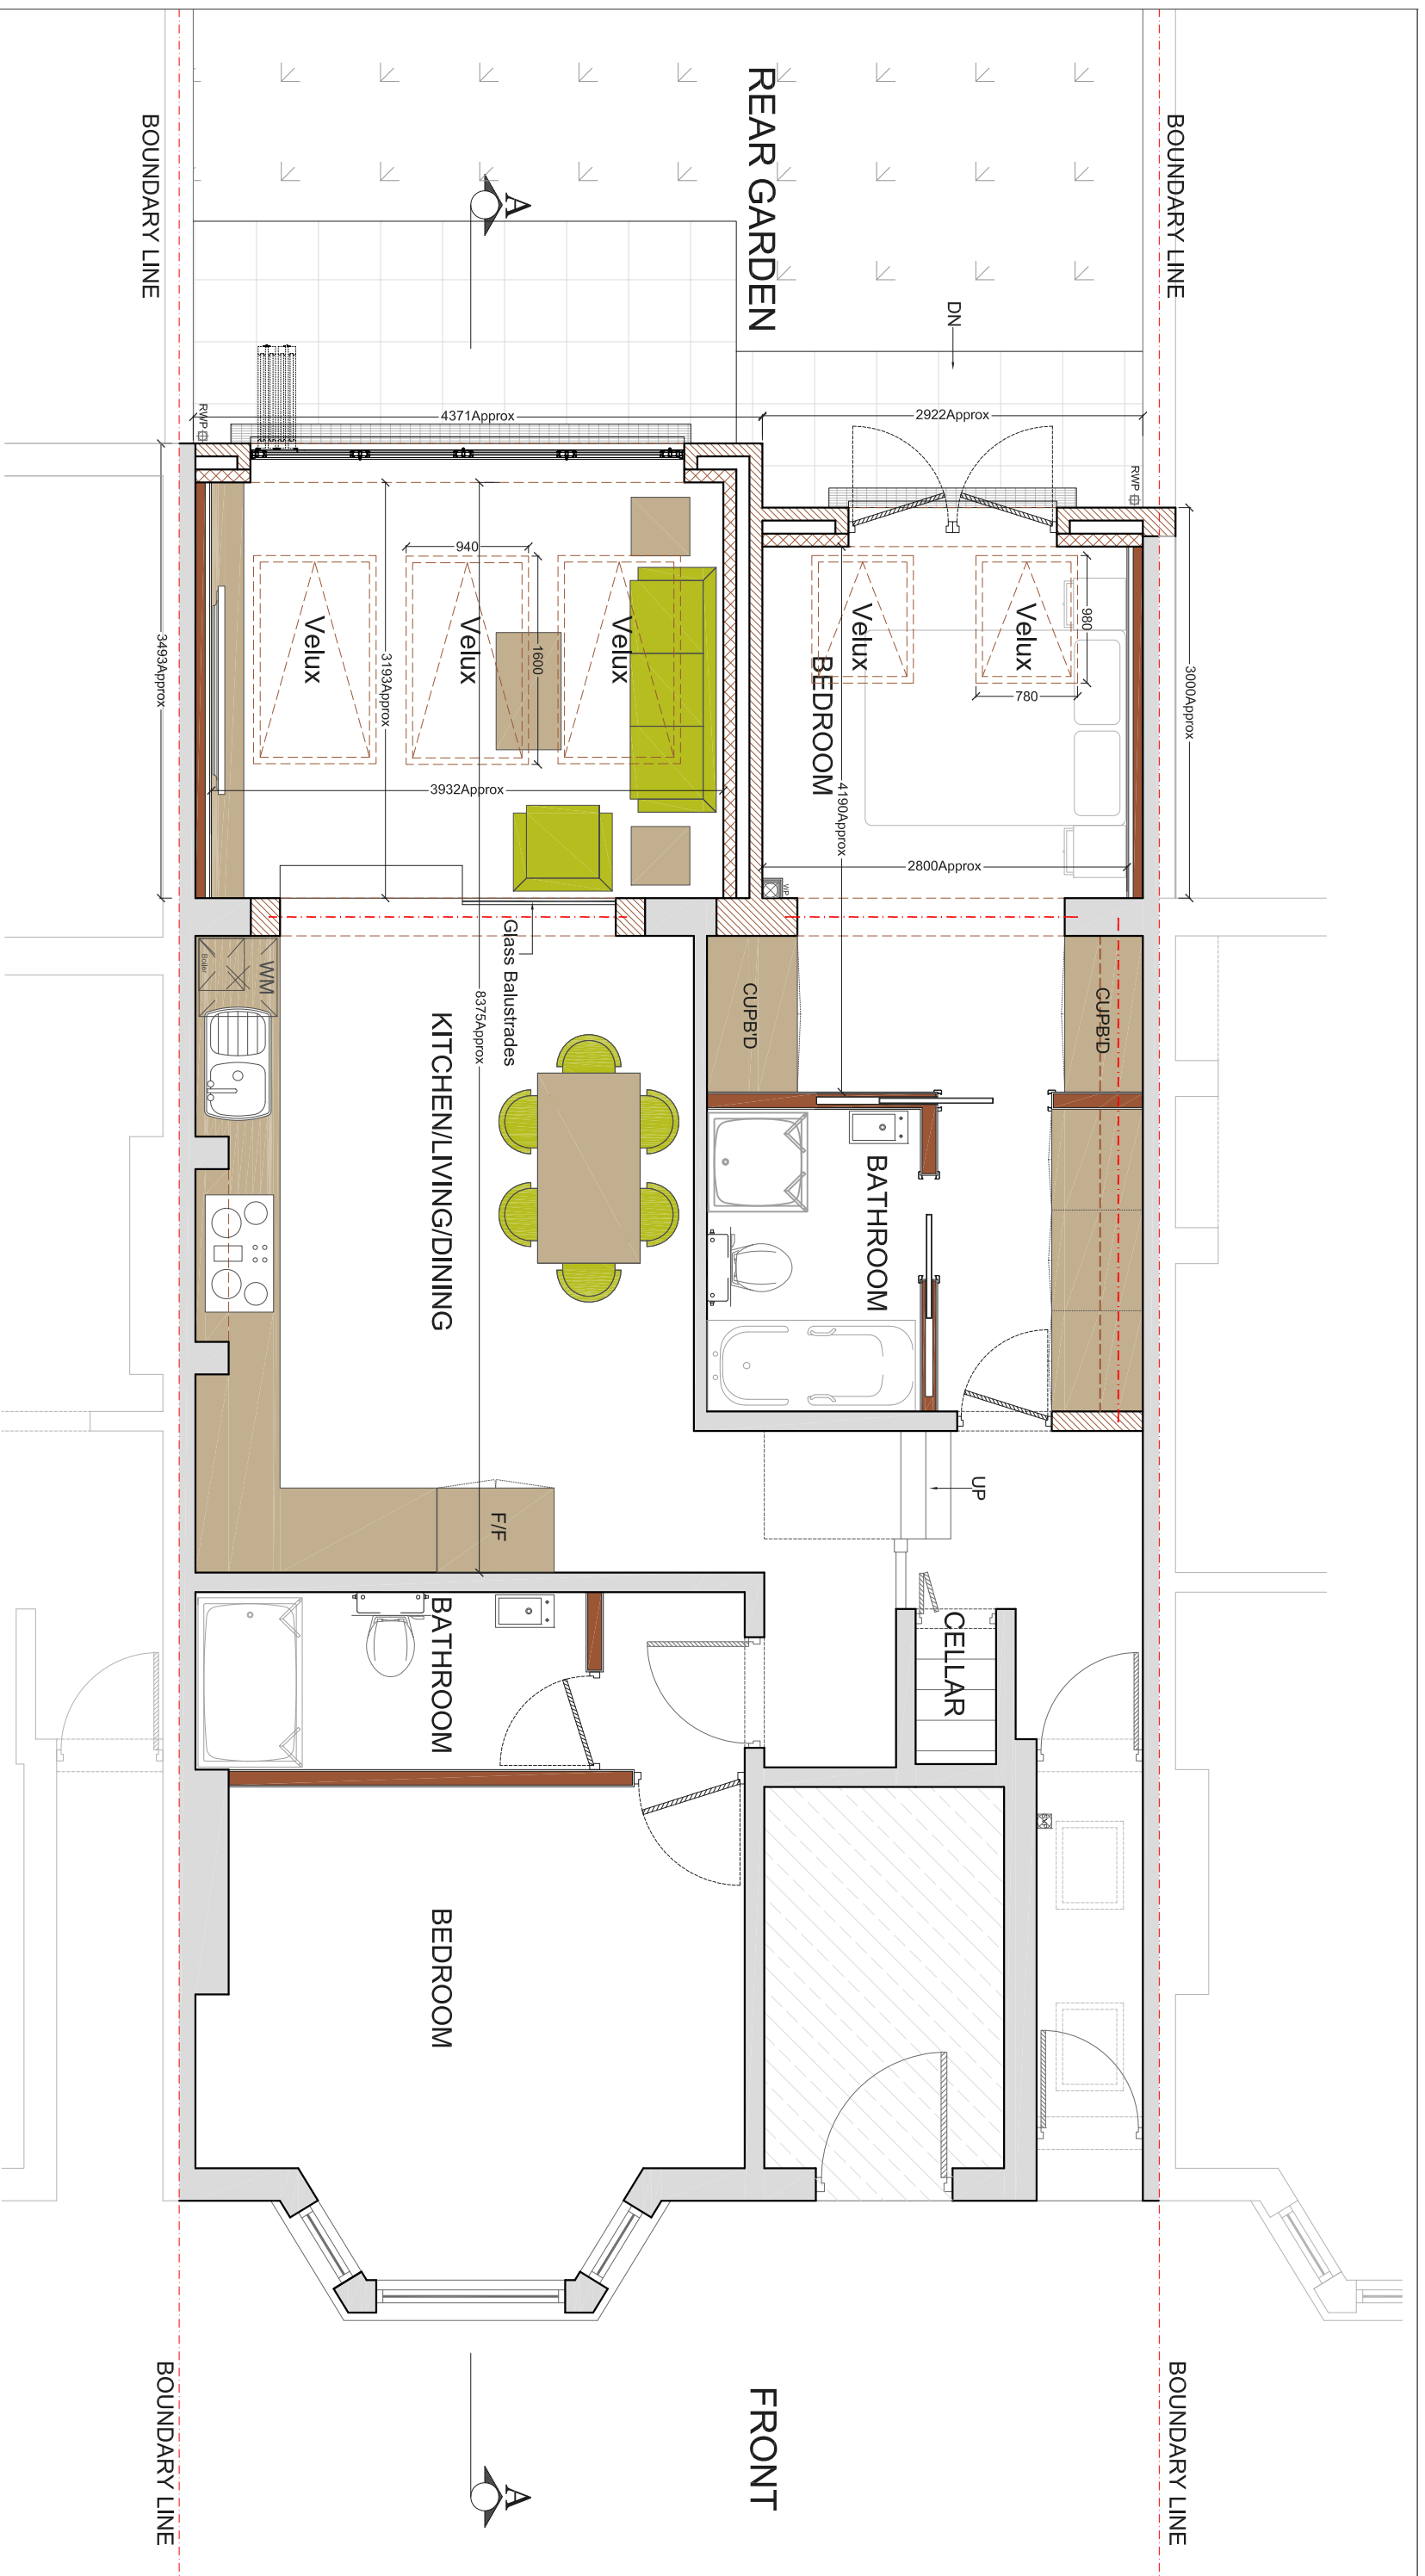 BOUNDARY LINE
BOUNDARY LINE
REAR GARDEN
A
DN
4371Approx
2922Approx
RWP
RWP
3493Approx
3000Approx
940
1600
980
780
Velux
Velux
Velux
Velux
Velux
BEDROOM
3193Approx
4190Approx
3932Approx
2800Approx
WP
Glass Balustrades
WM
Boiler
8375Approx
CUPB'D
CUPB'D
KITCHEN/LIVING/DINING
BATHROOM
UP
F/F
BATHROOM
CELLAR
BEDROOM
BOUNDARY LINE
BOUNDARY LINE
FRONT
A